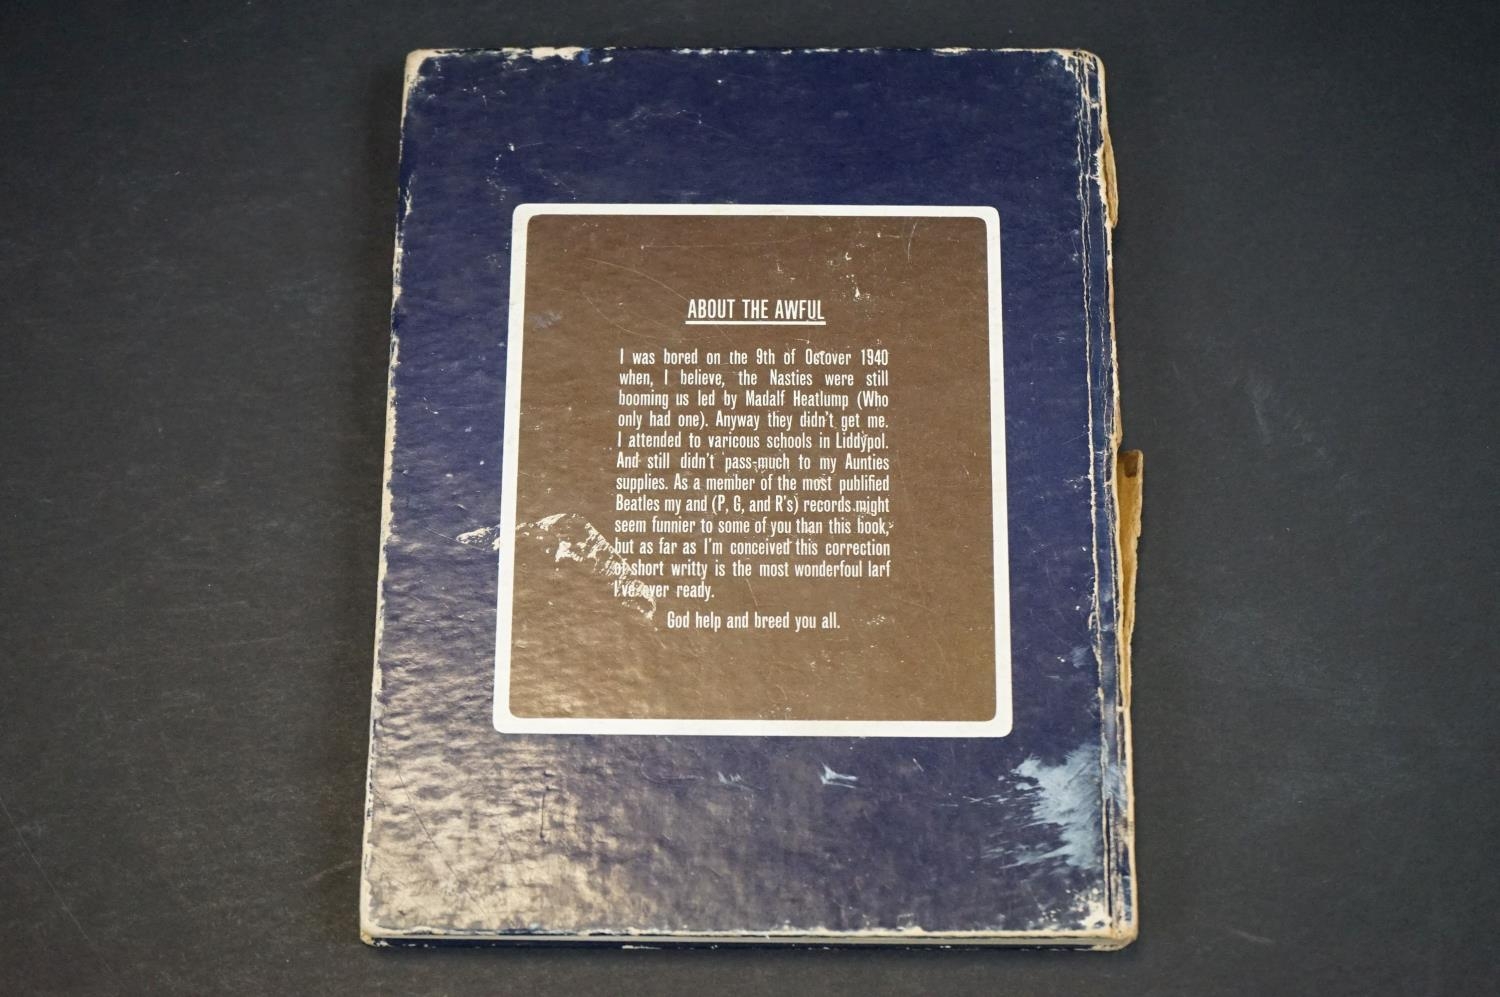 ABOUT THE AWFUL
I was bored on the 9th of Octover 1940
when, I believe, the Nasties were still
booming us led by Madalf Heatlump (Who
only had one). Anyway they didn't get me.
I attended to varicous schools in Liddypol.
And still didn't pass-much to my Aunties
supplies. As a member of the most publified
Beatles my and (P, G, and R's) records might
seem funnier to some of you than this book,
but as far as I'm conceived this correction
of short writty is the most wonderfoul larf
I've ever ready.
God help and breed you all.